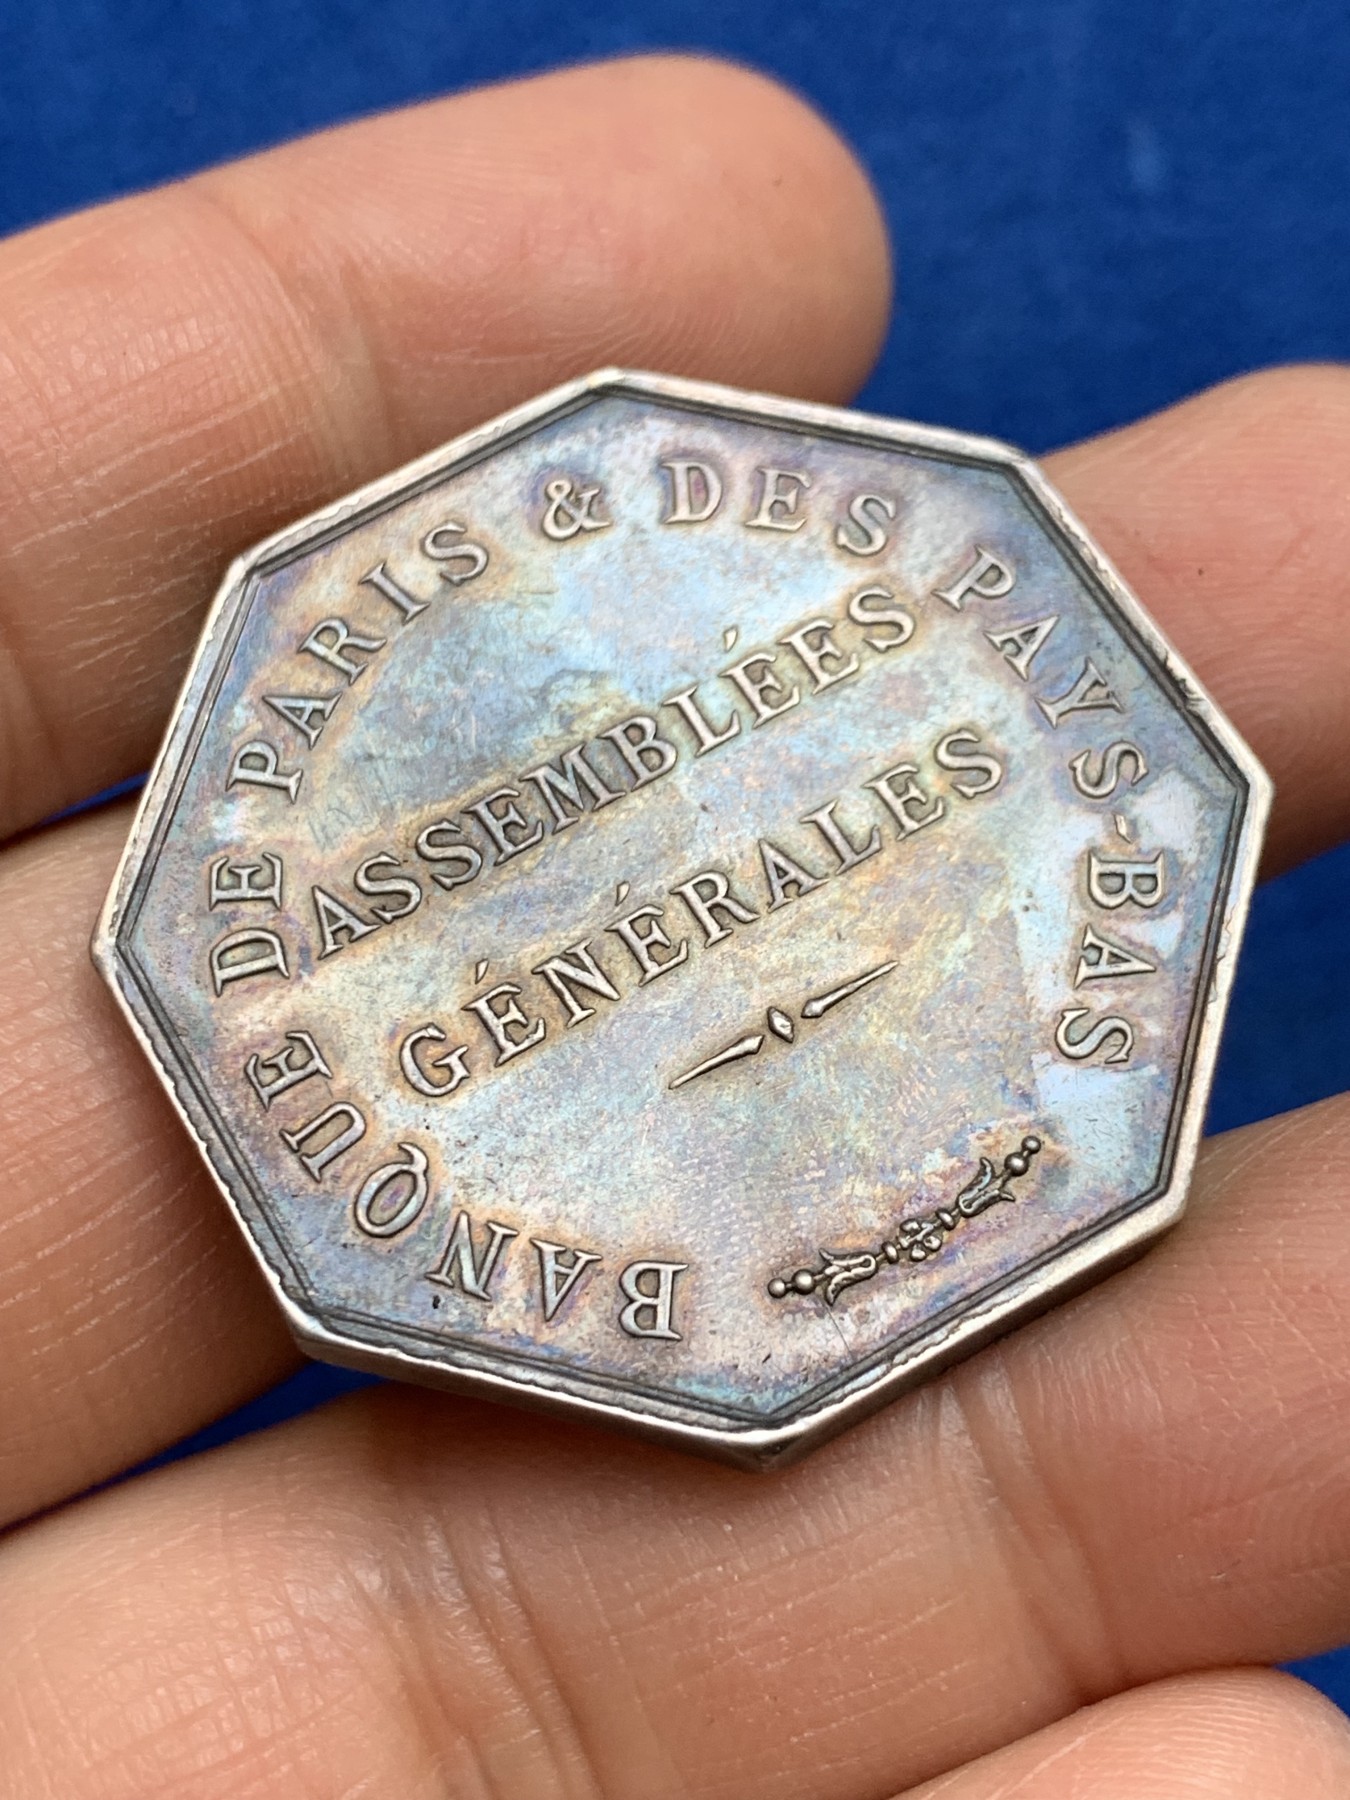 BANQUE DE PARIS & DES PAYS-BAS
ASSEMBLÉES
GÉNÉRALES